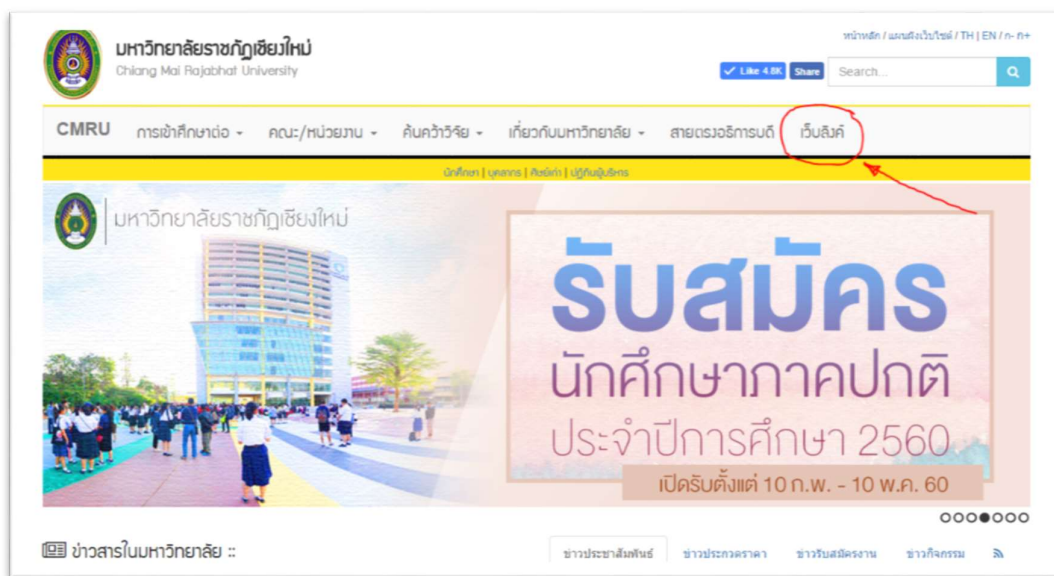 มหาวิทยาลัยราชภัฏเชียงใหม่
Chiang Mai Rajabhat University
หน้าหลัก / แผนผังเว็บไซต์ / TH | EN / ก- ก+
Like 4.8K Share Search...
CMRU การเข้าศึกษาต่อ คณะ/หน่วยงาน ค้นคว้าวิจัย เกี่ยวกับมหาวิทยาลัย สายตรงอธิการบดี เว็บลิงค์
นักศึกษา | บุคลากร | ศิษย์เก่า | ปฏิทินผู้บริหาร
มหาวิทยาลัยราชภัฏเชียงใหม่
รับสมัคร
นักศึกษาภาคปกติ
ประจำปีการศึกษา 2560
เปิดรับตั้งแต่ 10 ก.พ. - 10 พ.ค. 60
ข่าวสารในมหาวิทยาลัย ::
ข่าวประชาสัมพันธ์ ข่าวประกวดราคา ข่าวรับสมัครงาน ข่าวกิจกรรม